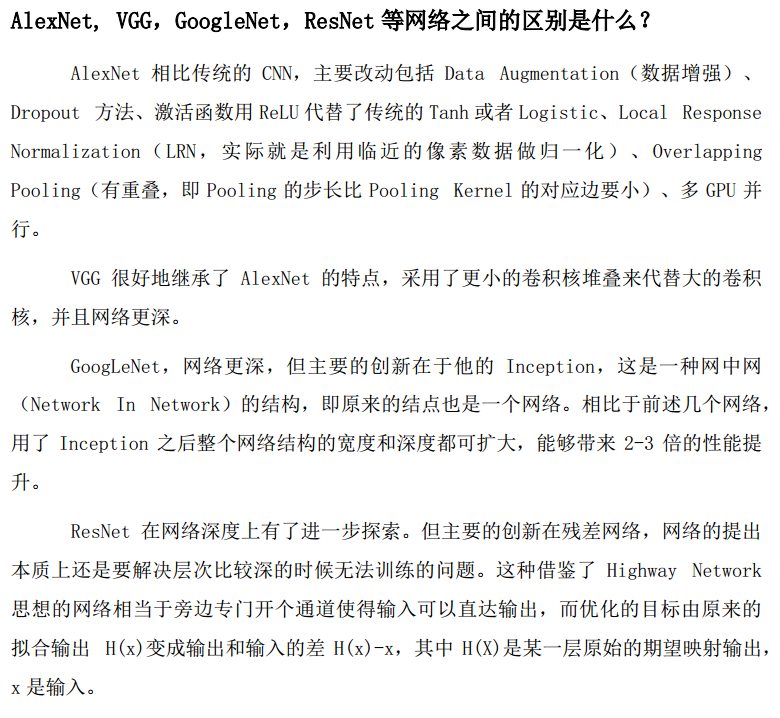 AlexNet, VGG，GoogleNet，ResNet 等网络之间的区别是什么？
AlexNet 相比传统的 CNN，主要改动包括 Data Augmentation（数据增强）、
Dropout 方法、激活函数用 ReLU 代替了传统的 Tanh 或者 Logistic、Local Response
Normalization（LRN，实际就是利用临近的像素数据做归一化）、Overlapping
Pooling（有重叠，即 Pooling 的步长比 Pooling Kernel 的对应边要小）、多 GPU 并
行。
VGG 很好地继承了 AlexNet 的特点，采用了更小的卷积核堆叠来代替大的卷积
核，并且网络更深。
GoogLeNet，网络更深，但主要的创新在于他的 Inception，这是一种网中网
（Network In Network）的结构，即原来的结点也是一个网络。相比于前述几个网络，
用了 Inception 之后整个网络结构的宽度和深度都可扩大，能够带来 2-3 倍的性能提
升。
ResNet 在网络深度上有了进一步探索。但主要的创新在残差网络，网络的提出
本质上还是要解决层次比较深的时候无法训练的问题。这种借鉴了 Highway Network
思想的网络相当于旁边专门开个通道使得输入可以直达输出，而优化的目标由原来的
拟合输出 H(x)变成输出和输入的差 H(x)-x，其中 H(X)是某一层原始的期望映射输出，
x 是输入。